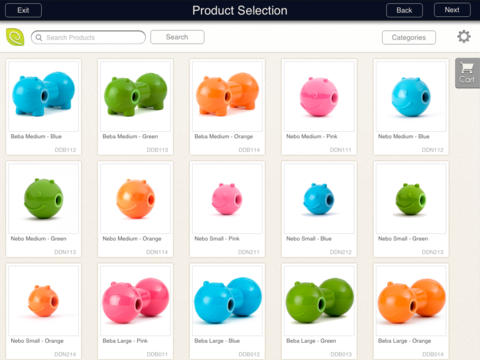 Exit
Product Selection
Back
Next
Search Products
Search
Categories
Cart
Beba Medium - Blue
DDB112
Beba Medium - Green
DDB113
Beba Medium - Orange
DDB114
Nebo Medium - Pink
DDN111
Nebo Medium - Blue
DDN112
Nebo Medium - Green
DDN113
Nebo Medium - Orange
DDN114
Nebo Small - Pink
DDN211
Nebo Small - Blue
DDN212
Nebo Small - Green
DDN213
Nebo Small - Orange
DDN214
Beba Large - Pink
DDB011
Beba Large - Blue
DDB012
Beba Large - Green
DDB013
Beba Large - Orange
DDB014